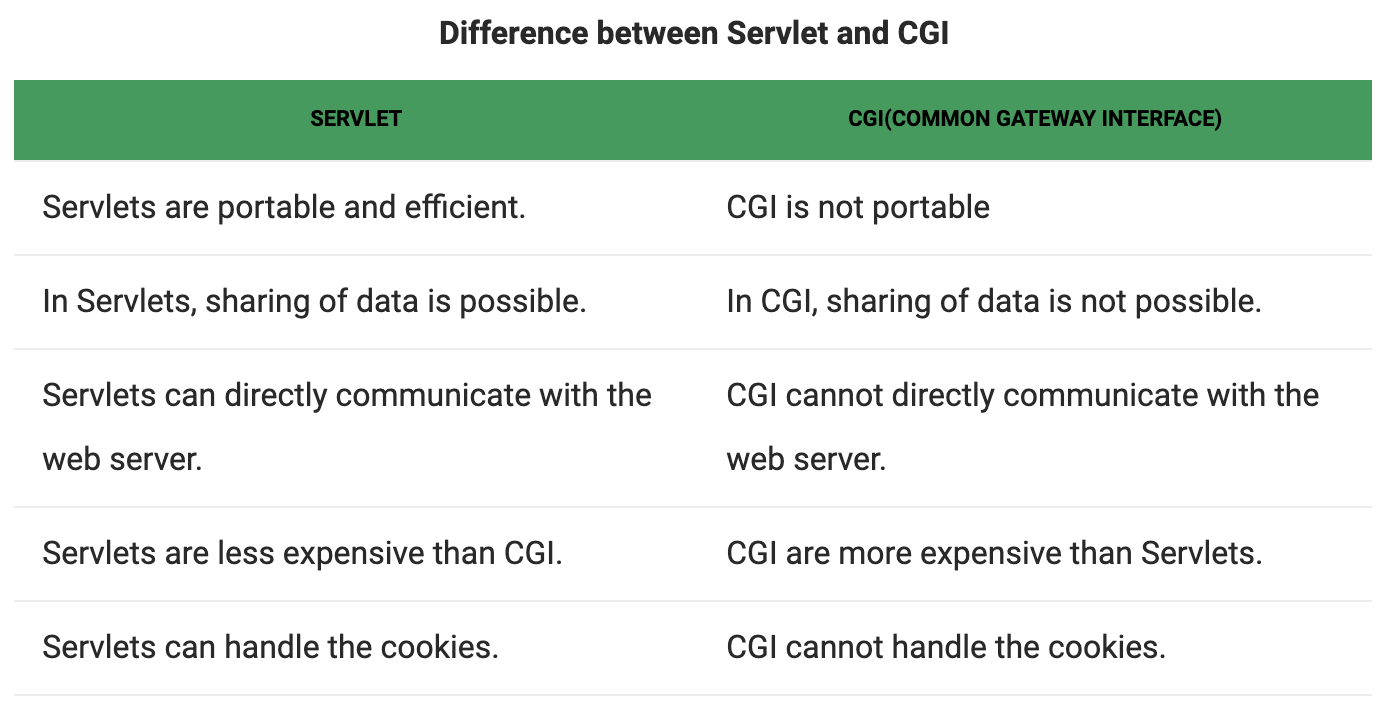 Difference between Servlet and CGI
SERVLET
CGI(COMMON GATEWAY INTERFACE)
Servlets are portable and efficient.
CGI is not portable
In Servlets, sharing of data is possible.
In CGI, sharing of data is not possible.
Servlets can directly communicate with the
web server.
CGI cannot directly communicate with the
web server.
Servlets are less expensive than CGI.
CGI are more expensive than Servlets.
Servlets can handle the cookies.
CGI cannot handle the cookies.